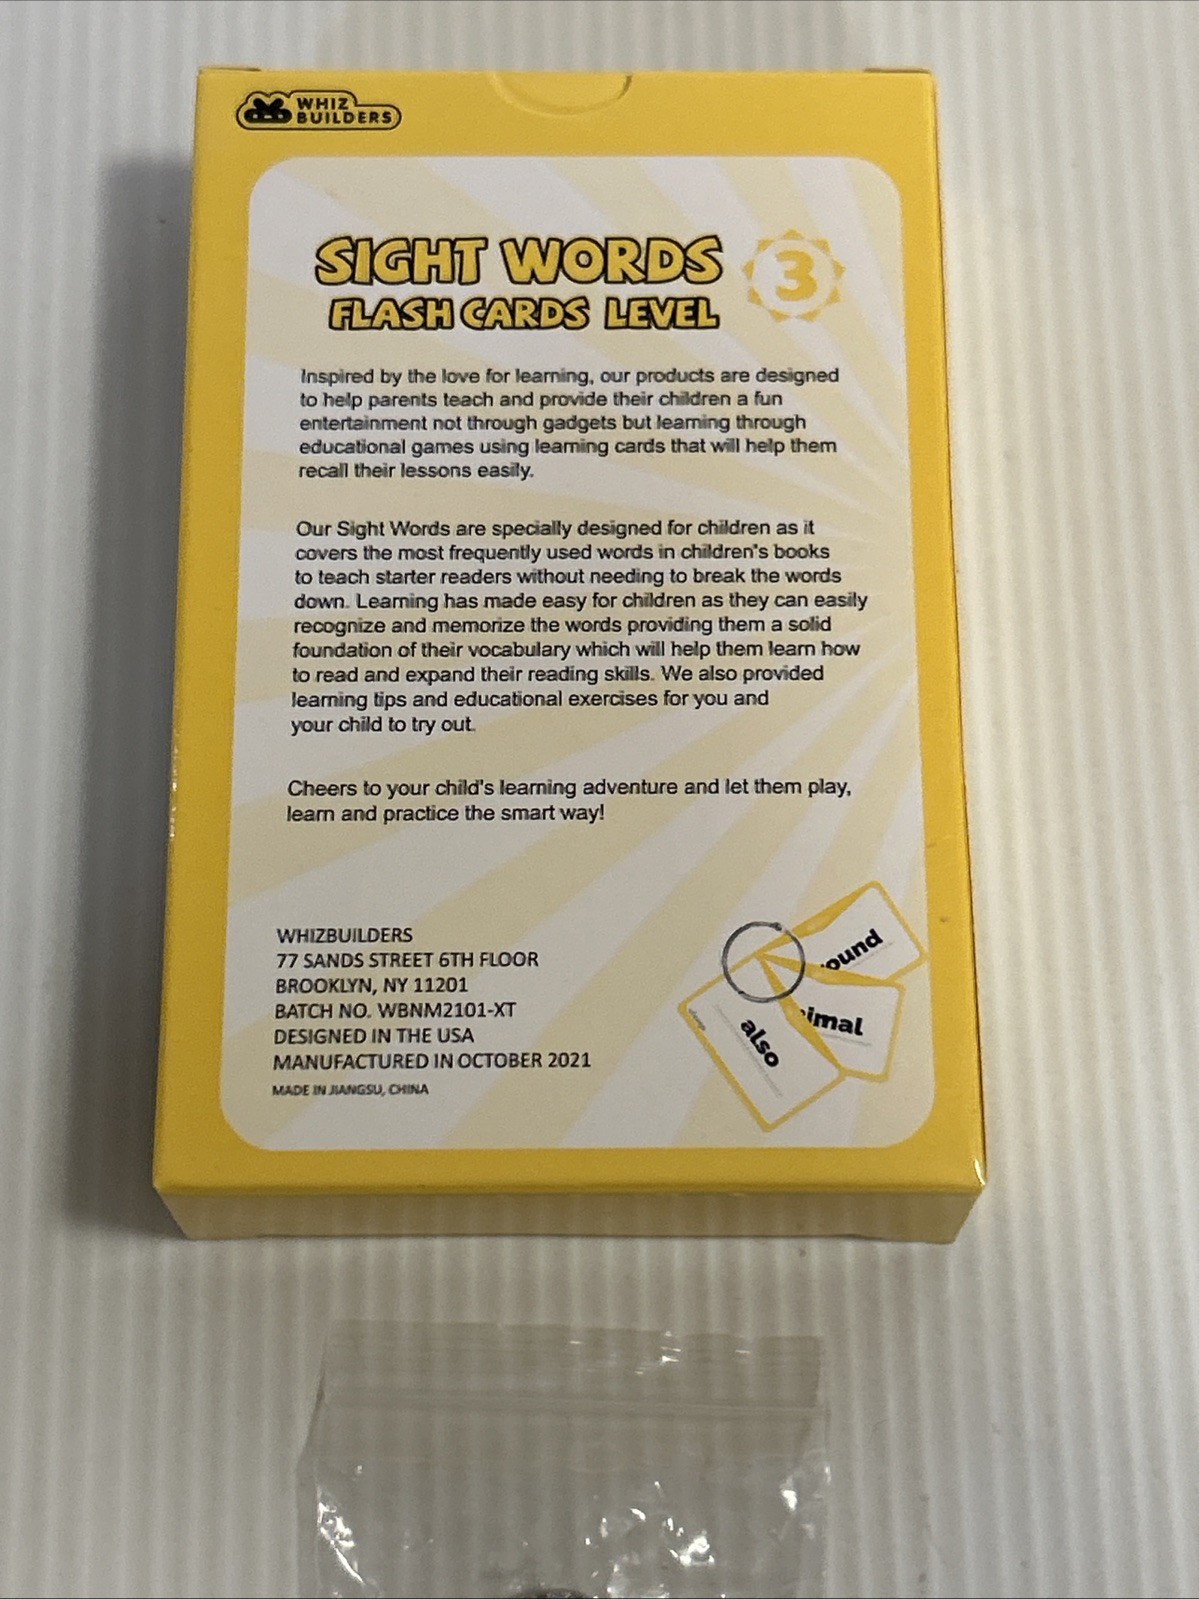 WHIZ
BUILDERS
SIGHT WORDS
FLASH CARDS LEVEL
3
Inspired by the love for learning, our products are designed
to help parents teach and provide their children a fun
entertainment not through gadgets but learning through
educational games using learning cards that will help them
recall their lessons easily.
Our Sight Words are specially designed for children as it
covers the most frequently used words in children's books
to teach starter readers without needing to break the words
down. Learning has made easy for children as they can easily
recognize and memorize the words providing them a solid
foundation of their vocabulary which will help them learn how
to read and expand their reading skills. We also provided
learning tips and educational exercises for you and
your child to try out.
Cheers to your child's learning adventure and let them play,
learn and practice the smart way!
WHIZBUILDERS
77 SANDS STREET 6TH FLOOR
BROOKLYN, NY 11201
BATCH NO. WBNM2101-XT
DESIGNED IN THE USA
MANUFACTURED IN OCTOBER 2021
MADE IN JIANGSU, CHINA
ound
imal
also